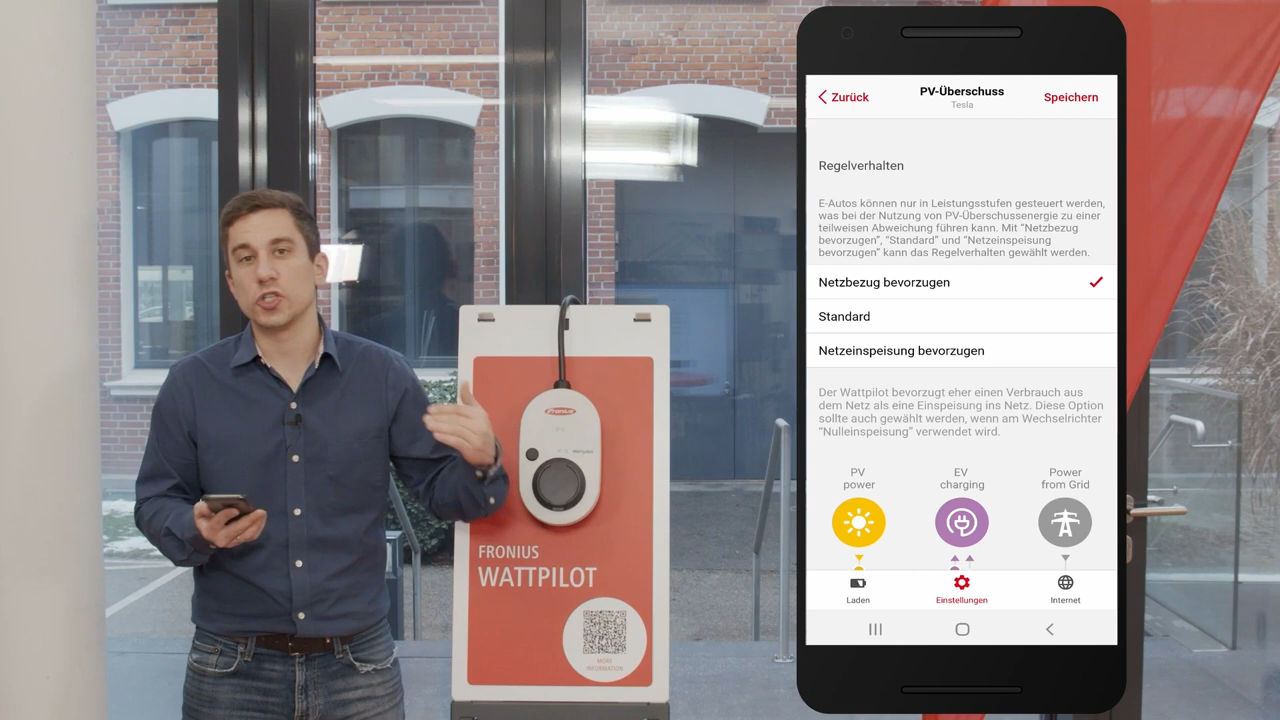 Zurück
PV-Überschuss
Tesla
Speichern
Regelverhalten
E-Autos können nur in Leistungsstufen gesteuert werden,
was bei der Nutzung von PV-Überschussenergie zu einer
teilweisen Abweichung führen kann. Mit “Netzbezug
bevorzugen”, “Standard” und “Netzeinspeisung
bevorzugen” kann das Regelverhalten gewählt werden.
Netzbezug bevorzugen
Standard
Netzeinspeisung bevorzugen
Der Wattpilot bevorzugt eher einen Verbrauch aus
dem Netz als eine Einspeisung ins Netz. Diese Option
sollte auch gewählt werden, wenn am Wechselrichter
“Nulleinspeisung” verwendet wird.
PV
power
EV
charging
Power
from Grid
Laden
Einstellungen
Internet
Fronius
Wattpilot
FRONIUS
WATTPILOT
MORE
INFORMATION